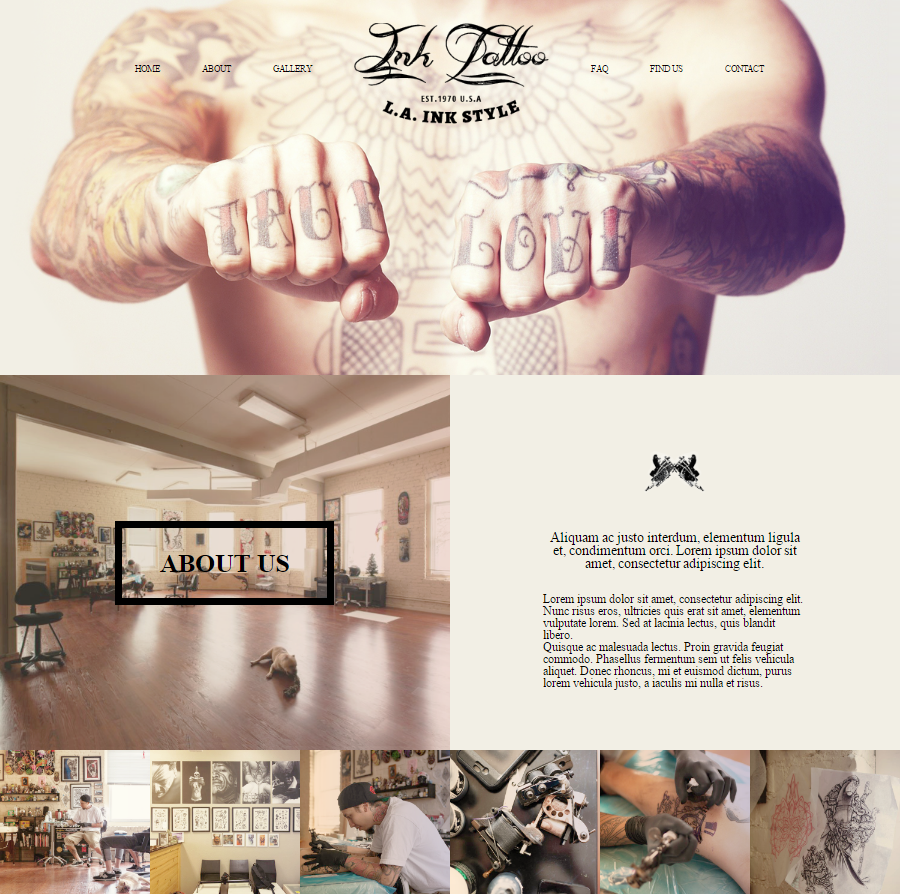 Ink Tattoo
HOME
ABOUT
GALLERY
FAQ
FIND US
CONTACT
EST.1970 U.S.A
L.A. INK STYLE
TRUE
LOVE
ABOUT US
Aliquam ac justo interdum, elementum ligula
et, condimentum orci. Lorem ipsum dolor sit
amet, consectetur adipiscing elit.
Lorem ipsum dolor sit amet, consectetur adipiscing elit.
Nunc risus eros, ultricies quis erat sit amet, elementum
vulputate lorem. Sed at lacinia lectus, quis blandit
libero.
Quisque ac malesuada lectus. Proin gravida feugiat
commodo. Phasellus fermentum sem ut felis vehicula
aliquet. Donec rhoncus, mi et euismod dictum, purus
lorem vehicula justo, a iaculis mi nulla et risus.